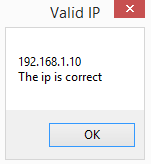 Valid IP
192.168.1.10
The ip is correct
OK